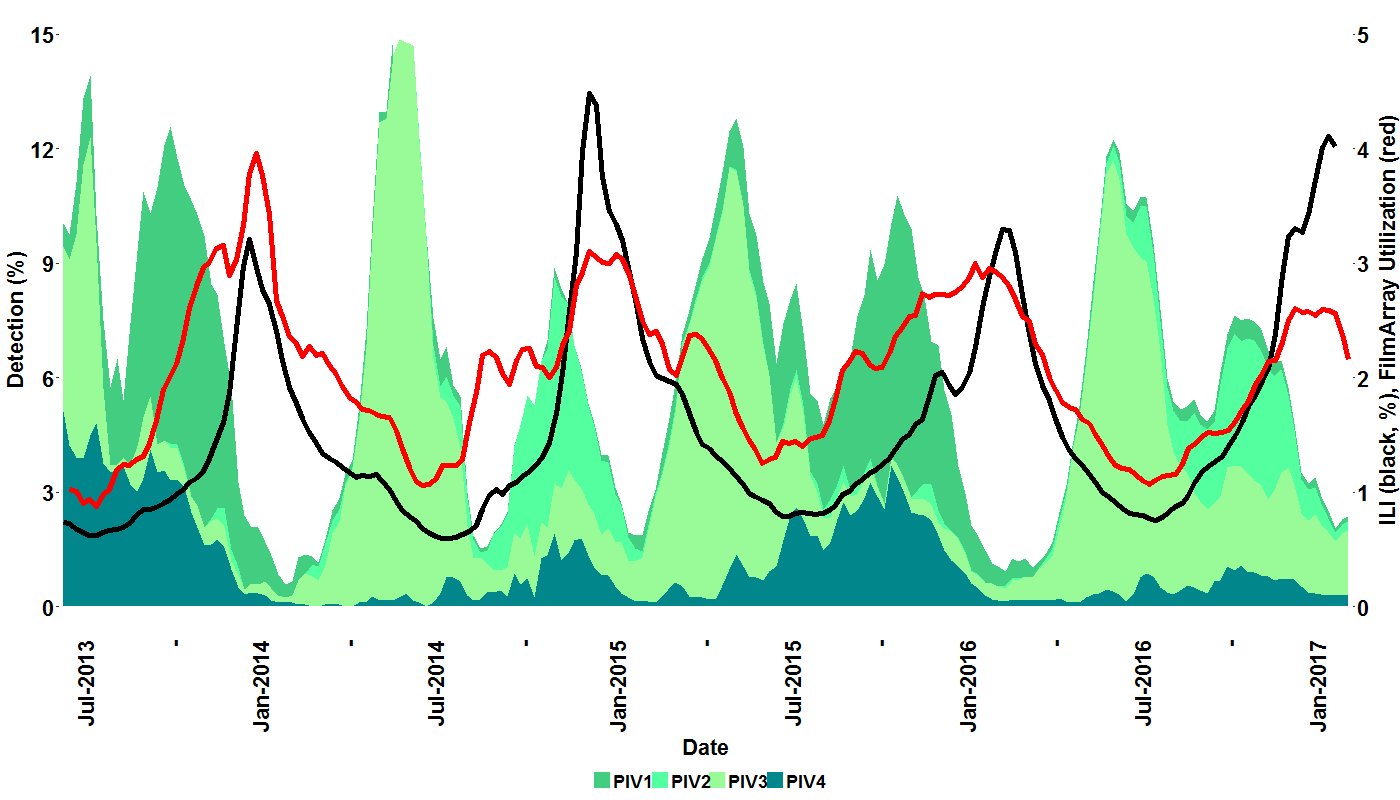 15
12
9
6
3
0
Detection (%)
5
4
3
2
1
0
ILI (black, %), FilmArray Utilization (red)
Jul-2013
Jan-2014
Jul-2014
Jan-2015
Jul-2015
Jan-2016
Jul-2016
Jan-2017
Date
PIV1 PIV2 PIV3 PIV4